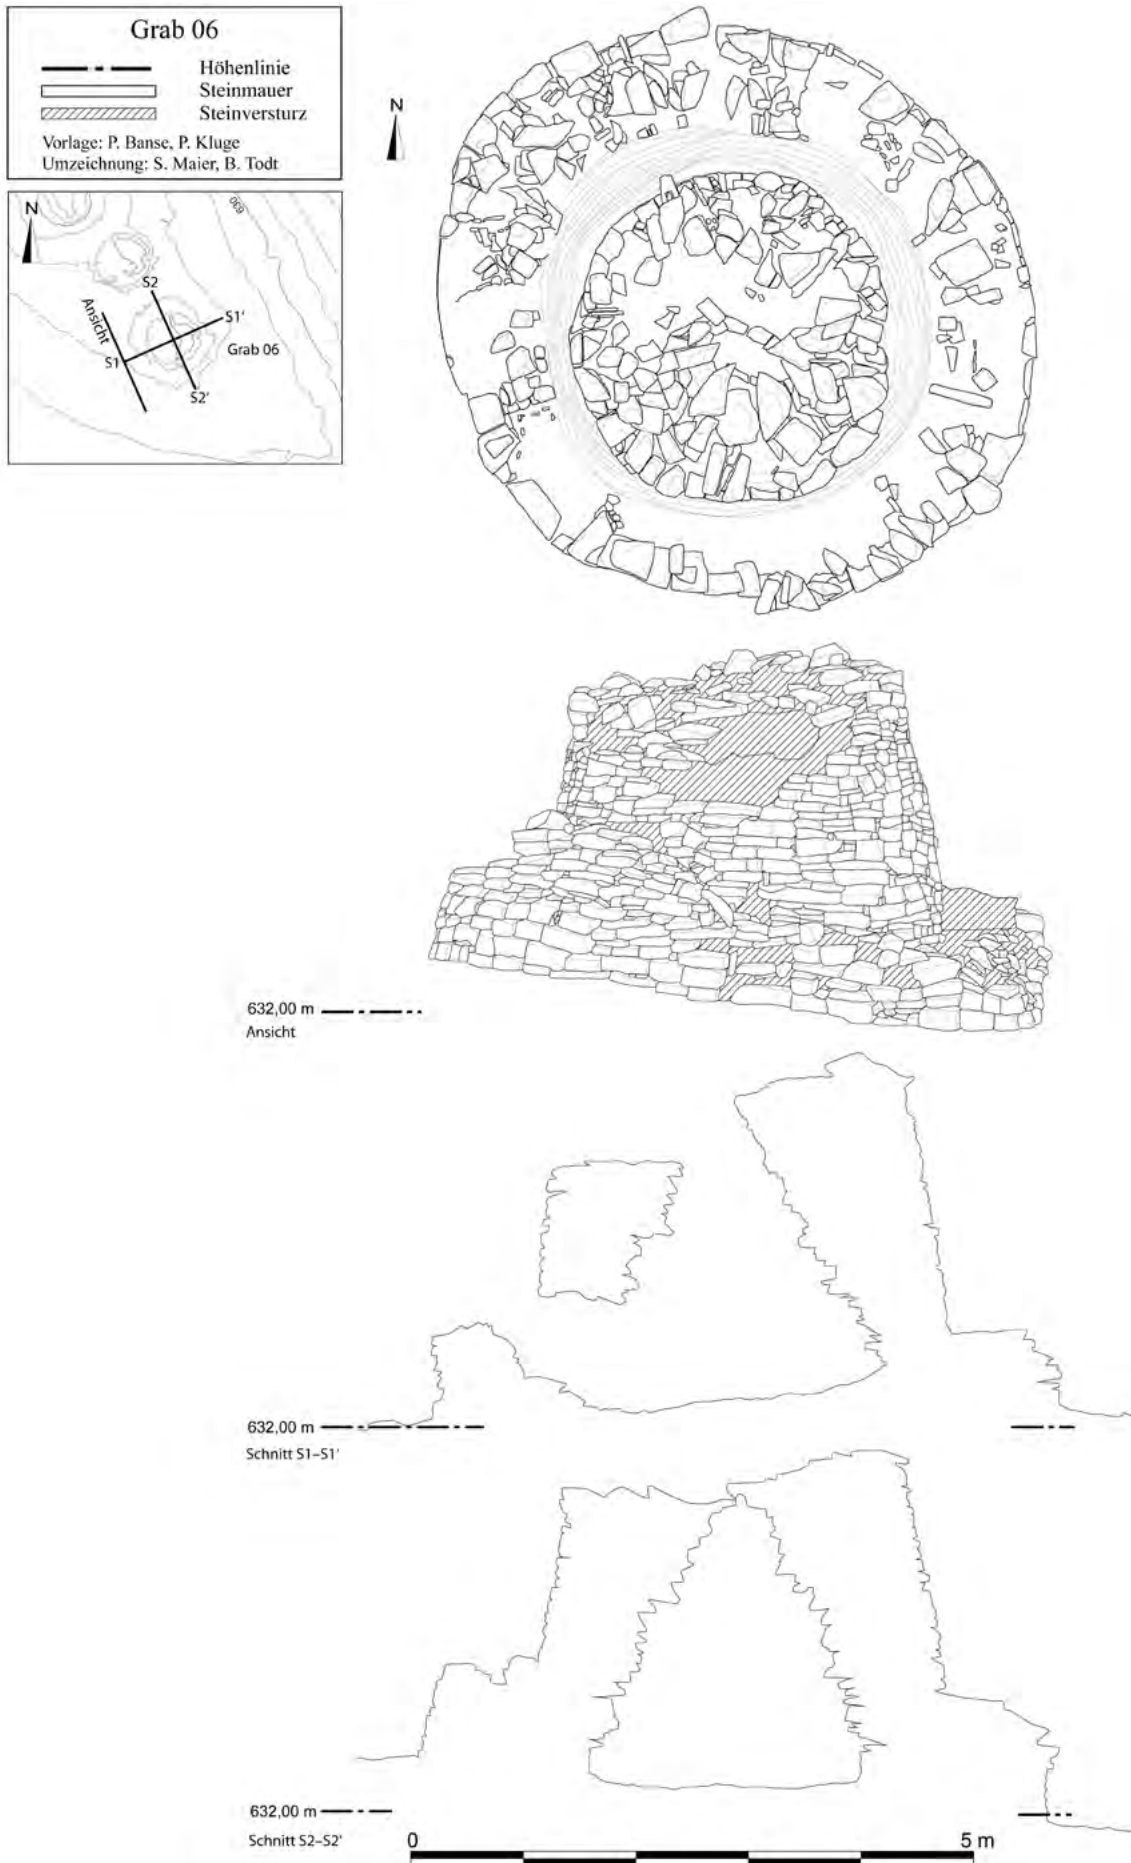 Grab 06
Höhenlinie
Steinmauer
Steinversturz
Vorlage: P. Banse, P. Kluge
Umzeichnung: S. Maier, B. Todt
N
N
630
S2
Ansicht
S1'
S1
Grab 06
S2'
632,00 m
Ansicht
632,00 m
Schnitt S1–S1'
632,00 m
Schnitt S2–S2'
0 5 m